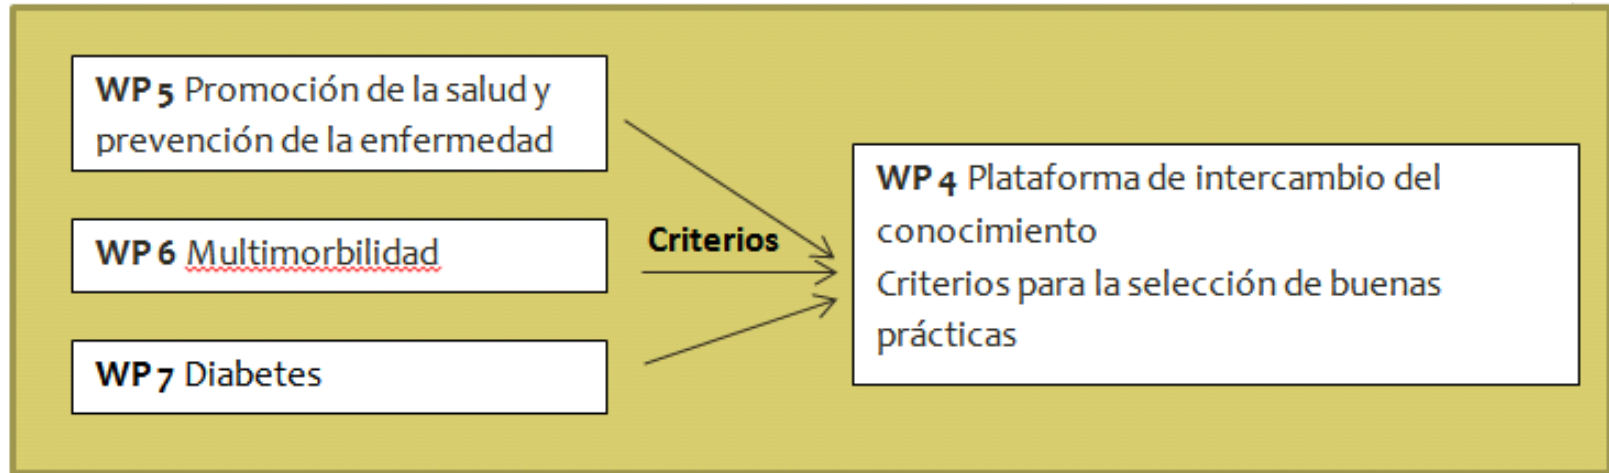 WP 5 Promoción de la salud y
prevención de la enfermedad
WP 6 Multimorbilidad
WP 7 Diabetes
Criterios
WP 4 Plataforma de intercambio del
conocimiento
Criterios para la selección de buenas
prácticas